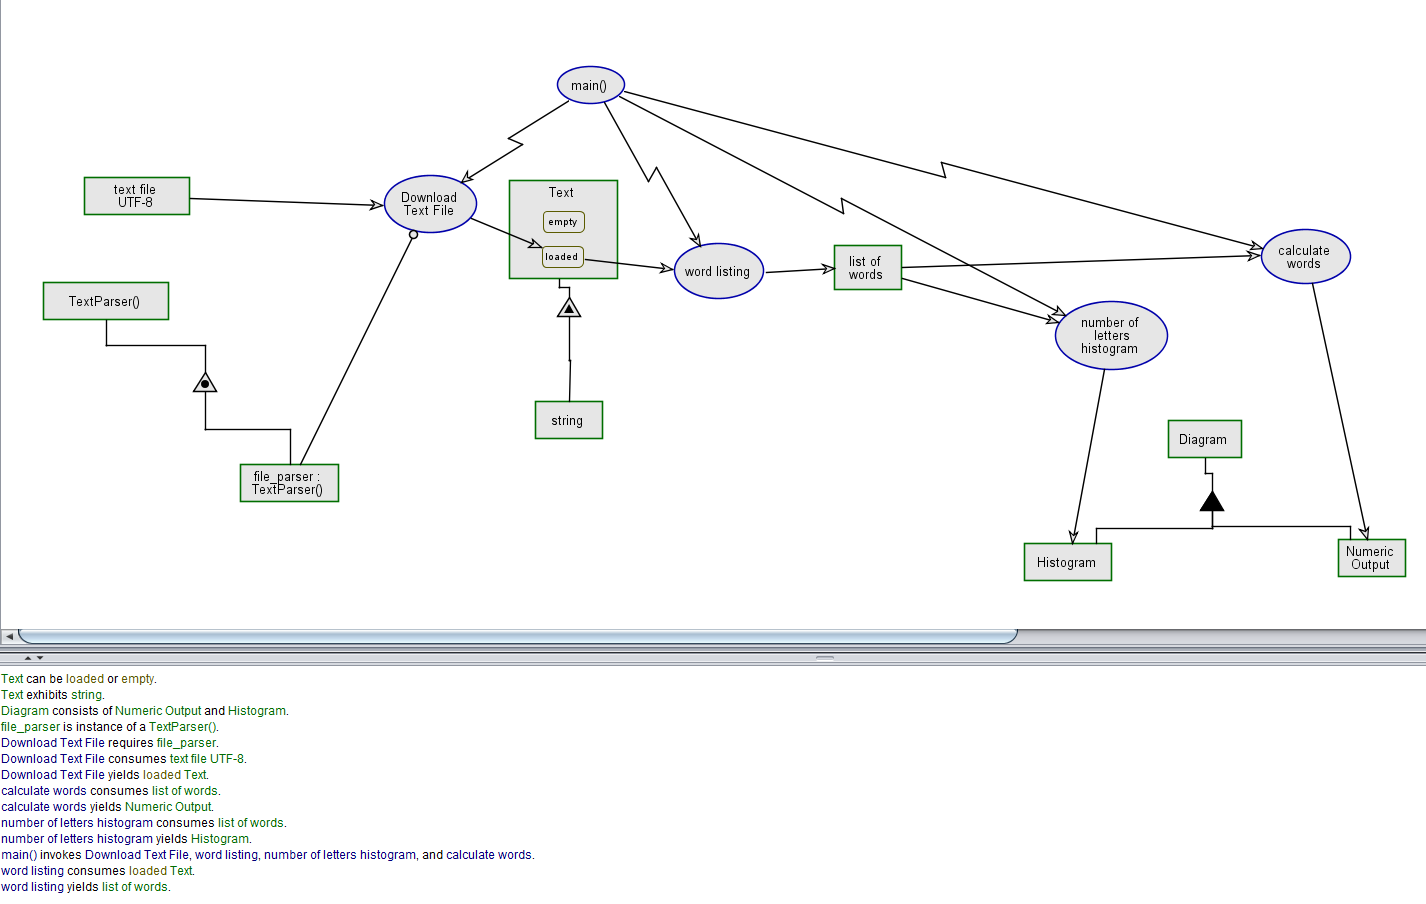 main()
text file
UTF-8
Download
Text File
Text
empty
loaded
word listing
list of
words
calculate
words
TextParser()
number of
letters
histogram
string
Diagram
file_parser :
TextParser()
Histogram
Numeric
Output
Text can be loaded or empty.
Text exhibits string.
Diagram consists of Numeric Output and Histogram.
file_parser is instance of a TextParser().
Download Text File requires file_parser.
Download Text File consumes text file UTF-8.
Download Text File yields loaded Text.
calculate words consumes list of words.
calculate words yields Numeric Output.
number of letters histogram consumes list of words.
number of letters histogram yields Histogram.
main() invokes Download Text File, word listing, number of letters histogram, and calculate words.
word listing consumes loaded Text.
word listing yields list of words.